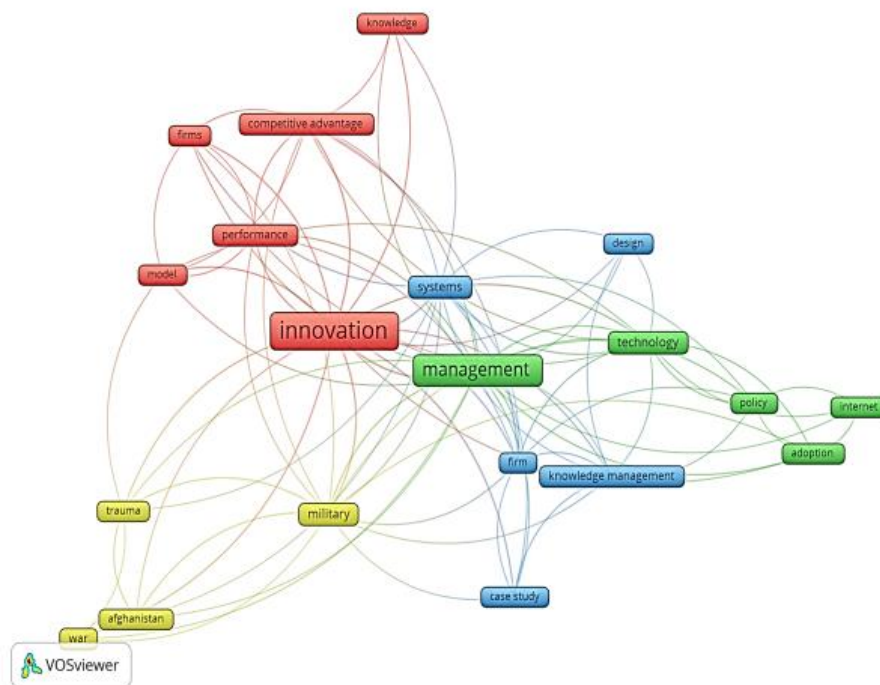 knowledge
competitive advantage
firms
performance
design
model
systems
innovation
technology
management
policy
internet
adoption
firm
knowledge management
trauma
military
case study
afghanistan
war
VOSviewer